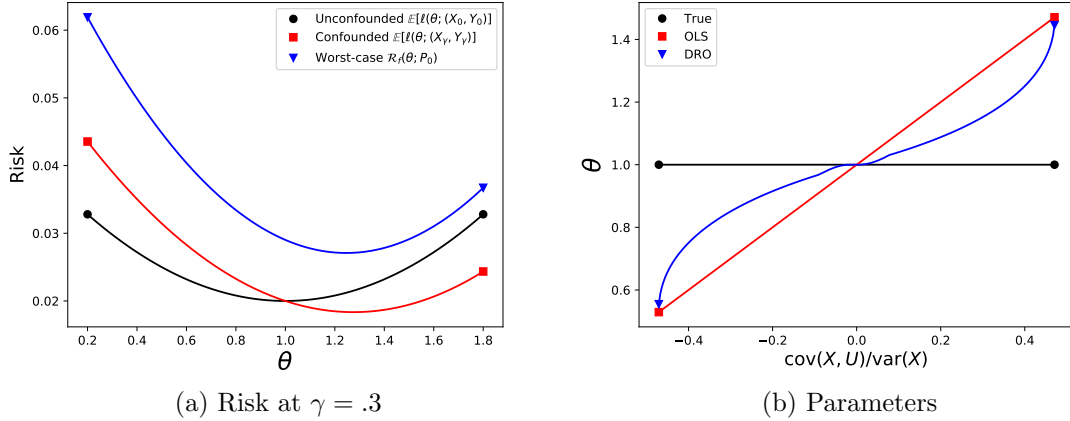 0.06
0.05
0.04
0.03
0.02
Risk
0.2 0.4 0.6 0.8 1.0 1.2 1.4 1.6 1.8
θ
Unconfounded 𝔼[ℓ(θ; (X₀, Y₀)]
Confounded 𝔼[ℓ(θ; (Xᵧ, Yᵧ)]
Worst-case ℛ_f(θ; P₀)
(a) Risk at γ = .3
1.4
1.2
1.0
0.8
0.6
θ
−0.4 −0.2 0.0 0.2 0.4
cov(X, U)/var(X)
True
OLS
DRO
(b) Parameters